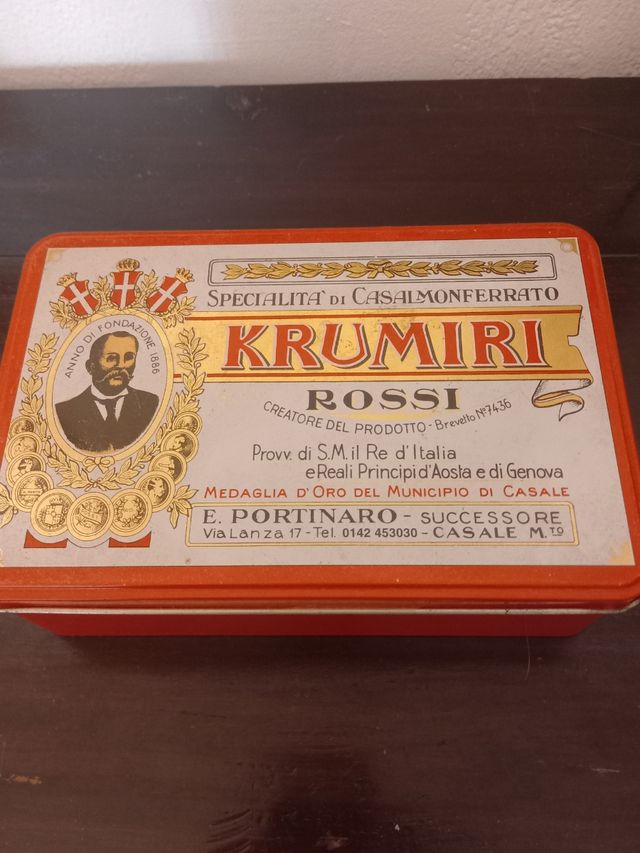 ANNO DI FONDAZIONE 1886
SPECIALITA' DI CASALMONFERRATO
KRUMIRI
ROSSI
CREATORE DEL PRODOTTO - Brevetto Nº7436
Provv. di S.M. il Re d'Italia
e Reali Principi d'Aosta e di Genova
MEDAGLIA D'ORO DEL MUNICIPIO DI CASALE
E. PORTINARO - SUCCESSORE
Via Lanza 17 - Tel. 0142 453030 - CASALE M.TO